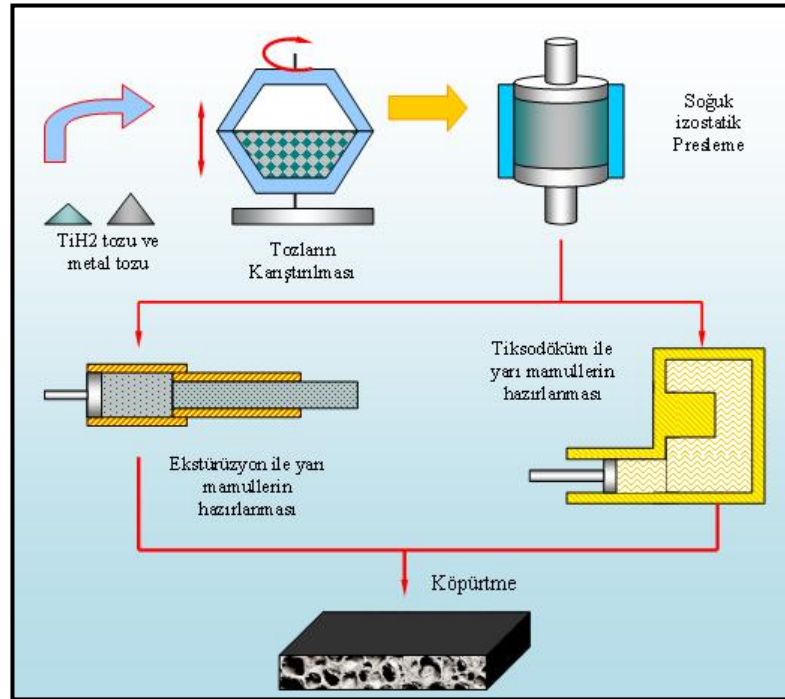 TiH2 tozu ve
metal tozu
Tozların
Karıştırılması
Soğuk
izostatik
Presleme
Ekstürüzyon ile yarı
mamullerin
hazırlanması
Tiksodöküm ile
yarı mamullerin
hazırlanması
Köpürtme